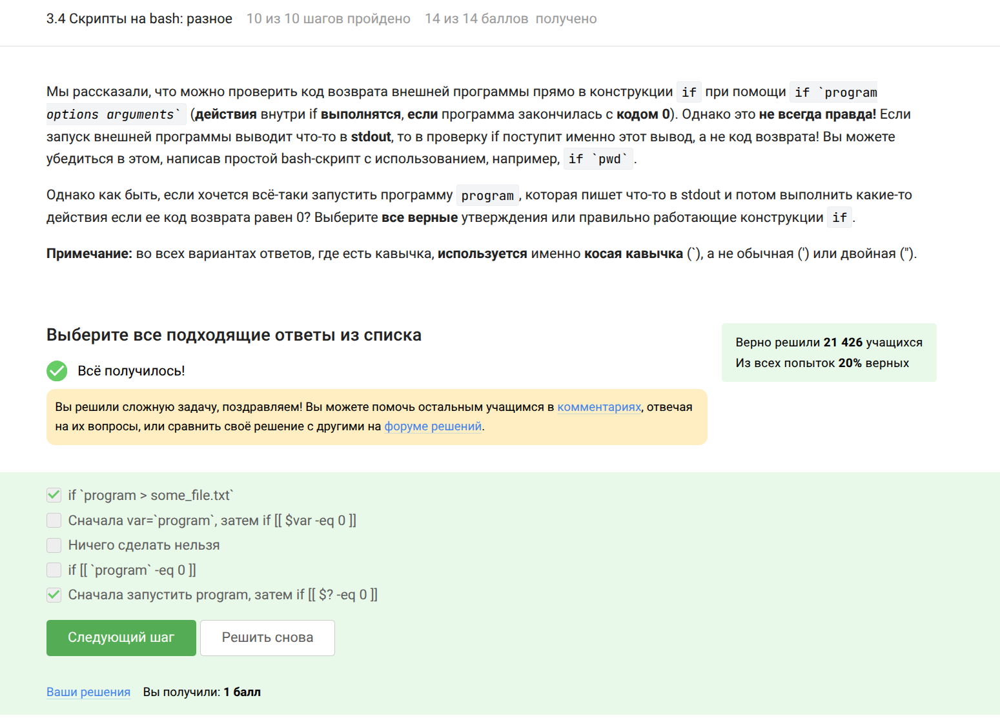 3.4 Скрипты на bash: разное 10 из 10 шагов пройдено 14 из 14 баллов получено
Мы рассказали, что можно проверить код возврата внешней программы прямо в конструкции if при помощи if `program
options arguments` (действия внутри if выполнятся, если программа закончилась с кодом 0). Однако это не всегда правда! Если
запуск внешней программы выводит что-то в stdout, то в проверку if поступит именно этот вывод, а не код возврата! Вы можете
убедиться в этом, написав простой bash-скрипт с использованием, например, if `pwd`.
Однако как быть, если хочется всё-таки запустить программу program, которая пишет что-то в stdout и потом выполнить какие-то
действия если ее код возврата равен 0? Выберите все верные утверждения или правильно работающие конструкции if.
Примечание: во всех вариантах ответов, где есть кавычка, используется именно косая кавычка (`), а не обычная (') или двойная (").
Выберите все подходящие ответы из списка
Верно решили 21 426 учащихся
Из всех попыток 20% верных
Всё получилось!
Вы решили сложную задачу, поздравляем! Вы можете помочь остальным учащимся в комментариях, отвечая
на их вопросы, или сравнить своё решение с другими на форуме решений.
if `program > some_file.txt`
Сначала var=`program`, затем if [[ $var -eq 0 ]]
Ничего сделать нельзя
if [[ `program` -eq 0 ]]
Сначала запустить program, затем if [[ $? -eq 0 ]]
Следующий шаг Решить снова
Ваши решения Вы получили: 1 балл